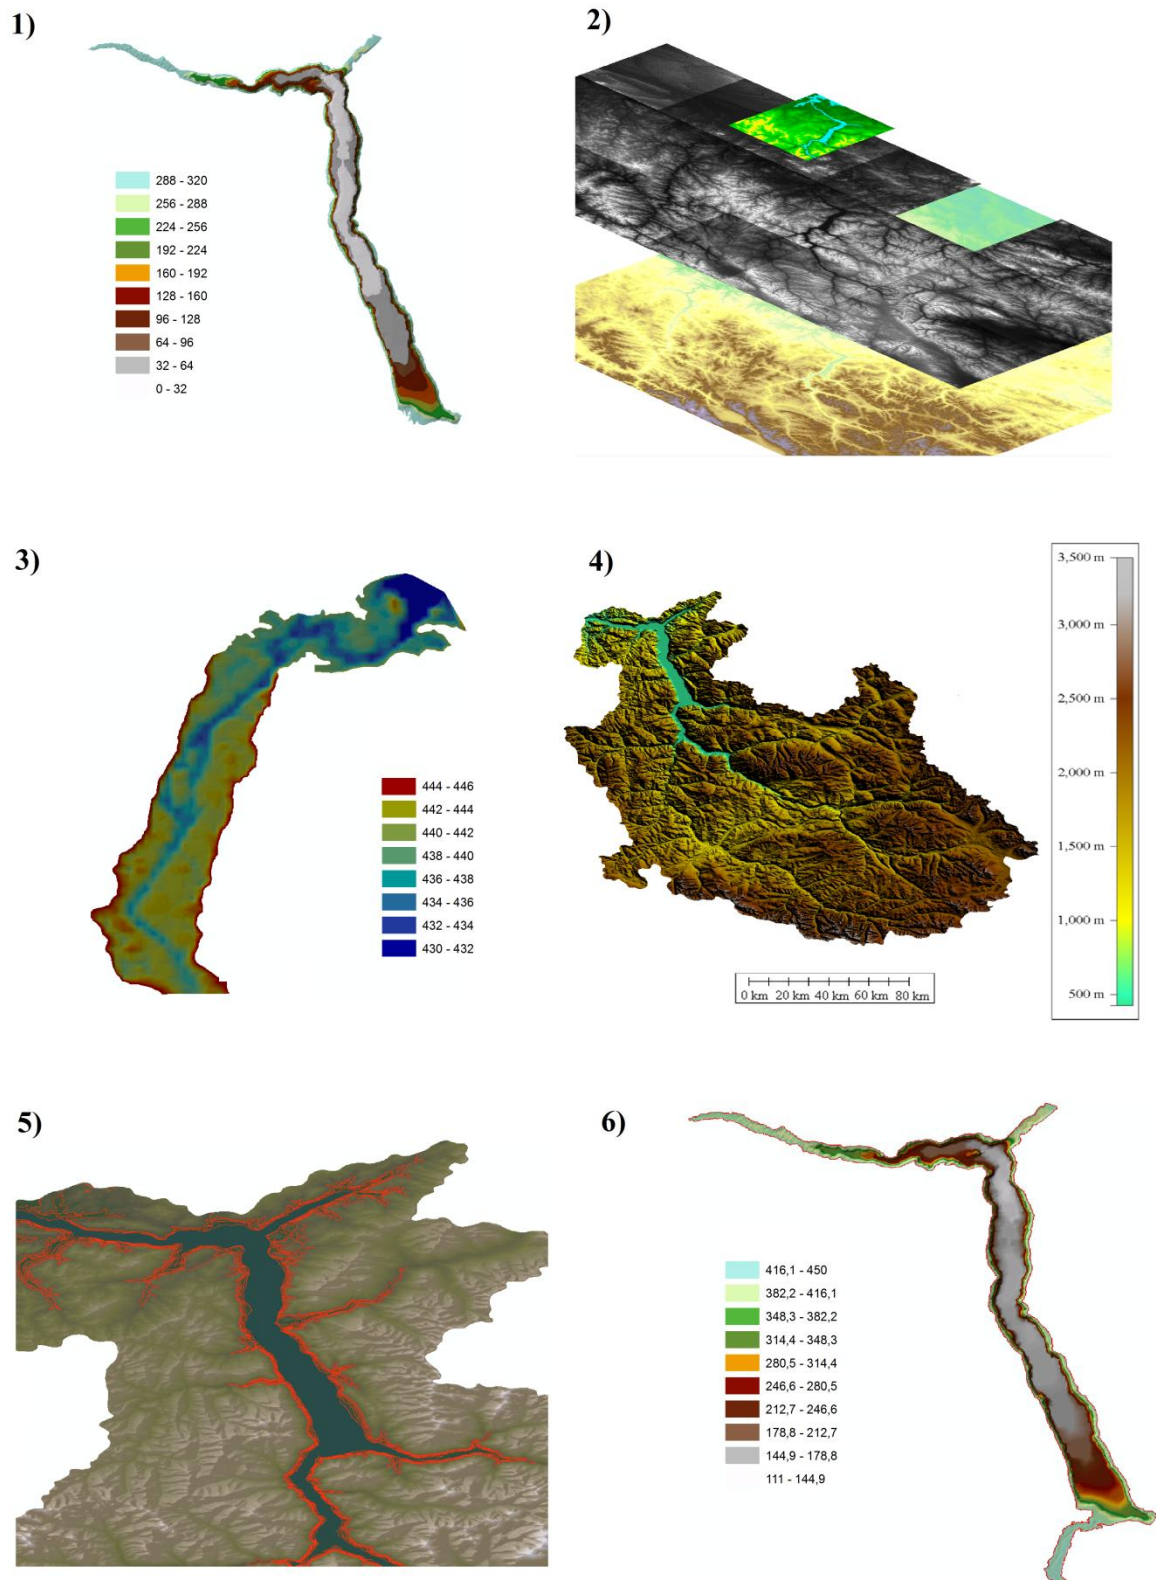 1)
288 - 320
256 - 288
224 - 256
192 - 224
160 - 192
128 - 160
96 - 128
64 - 96
32 - 64
0 - 32
2)
3)
444 - 446
442 - 444
440 - 442
438 - 440
436 - 438
434 - 436
432 - 434
430 - 432
4)
3,500 m
3,000 m
2,500 m
2,000 m
1,500 m
1,000 m
500 m
0 km 20 km 40 km 60 km 80 km
5)
6)
416,1 - 450
382,2 - 416,1
348,3 - 382,2
314,4 - 348,3
280,5 - 314,4
246,6 - 280,5
212,7 - 246,6
178,8 - 212,7
144,9 - 178,8
111 - 144,9